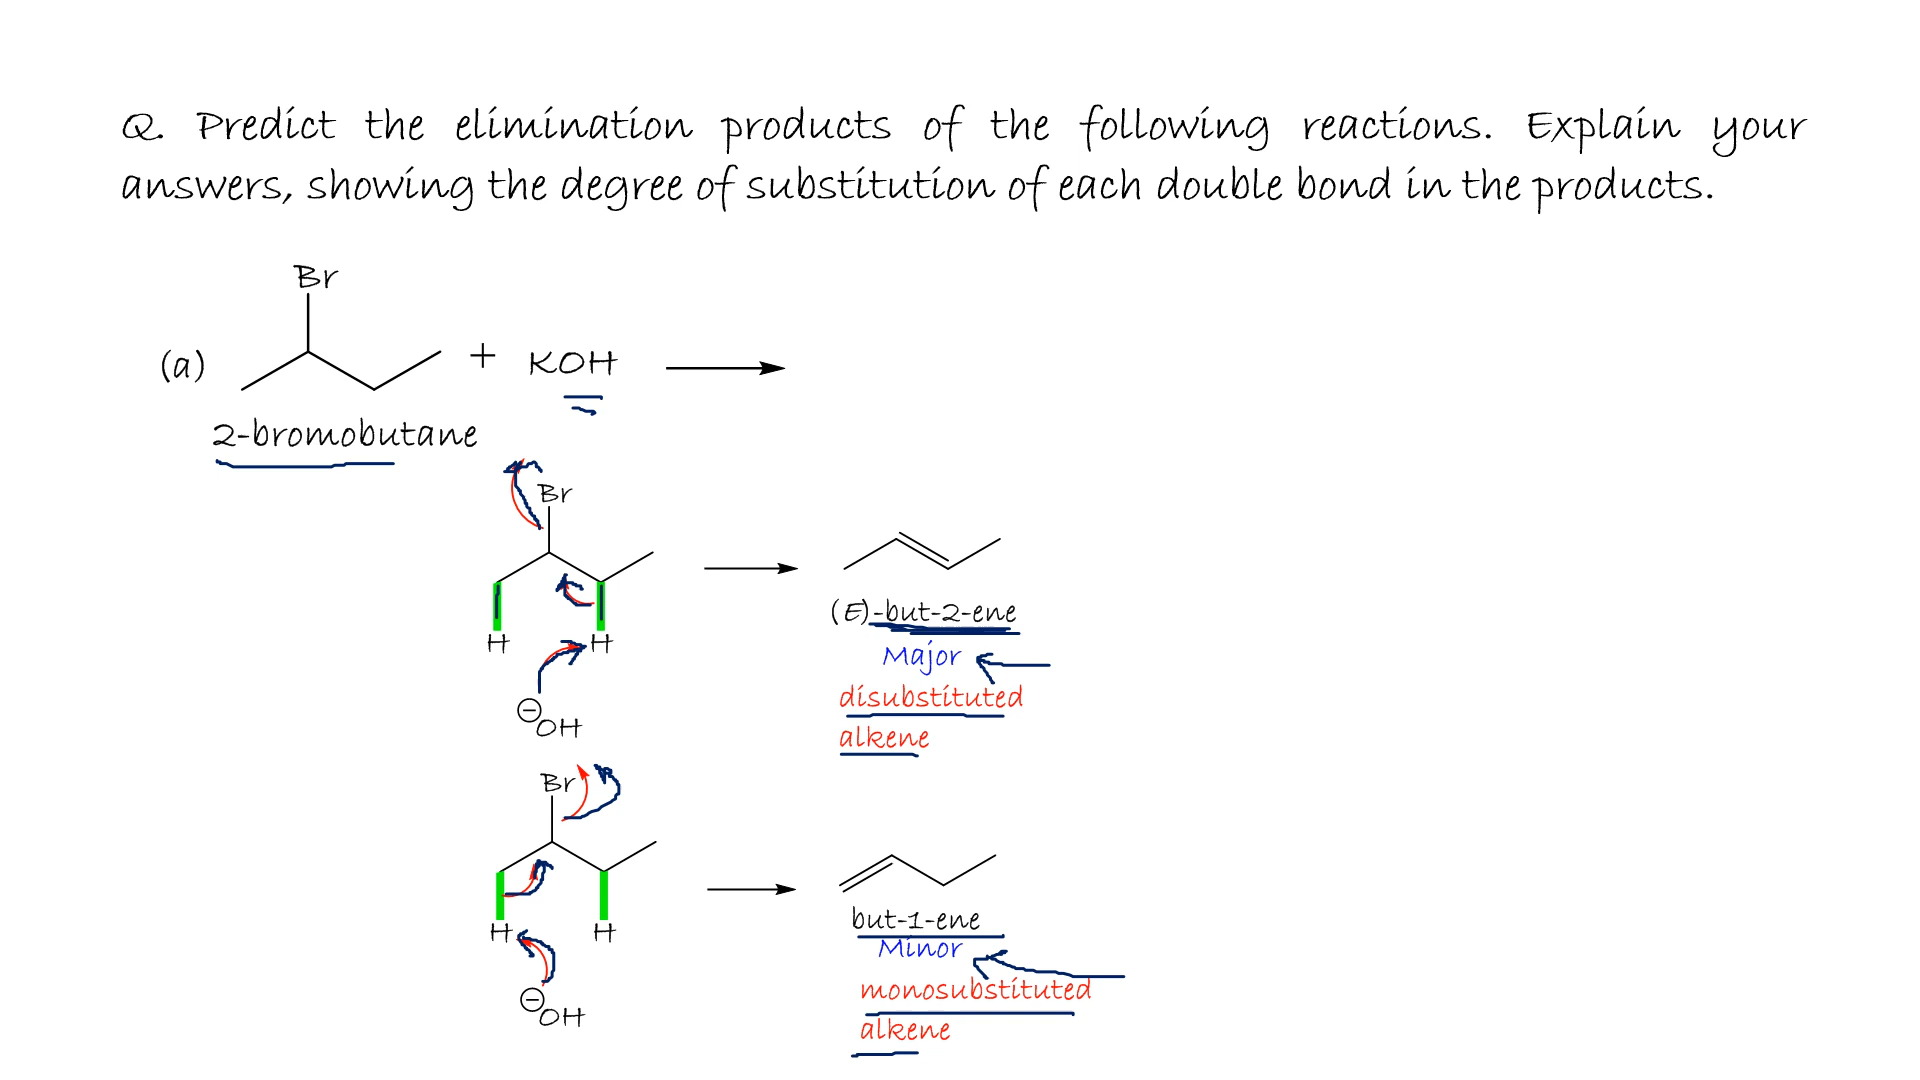 Q. Predict the elimination products of the following reactions. Explain your
answers, showing the degree of substitution of each double bond in the products.
Br
(a) + KOH
2-bromobutane
Br
H H
⊖OH
(E)-but-2-ene
Major
disubstituted
alkene
Br
H H
⊖OH
but-1-ene
Minor
monosubstituted
alkene